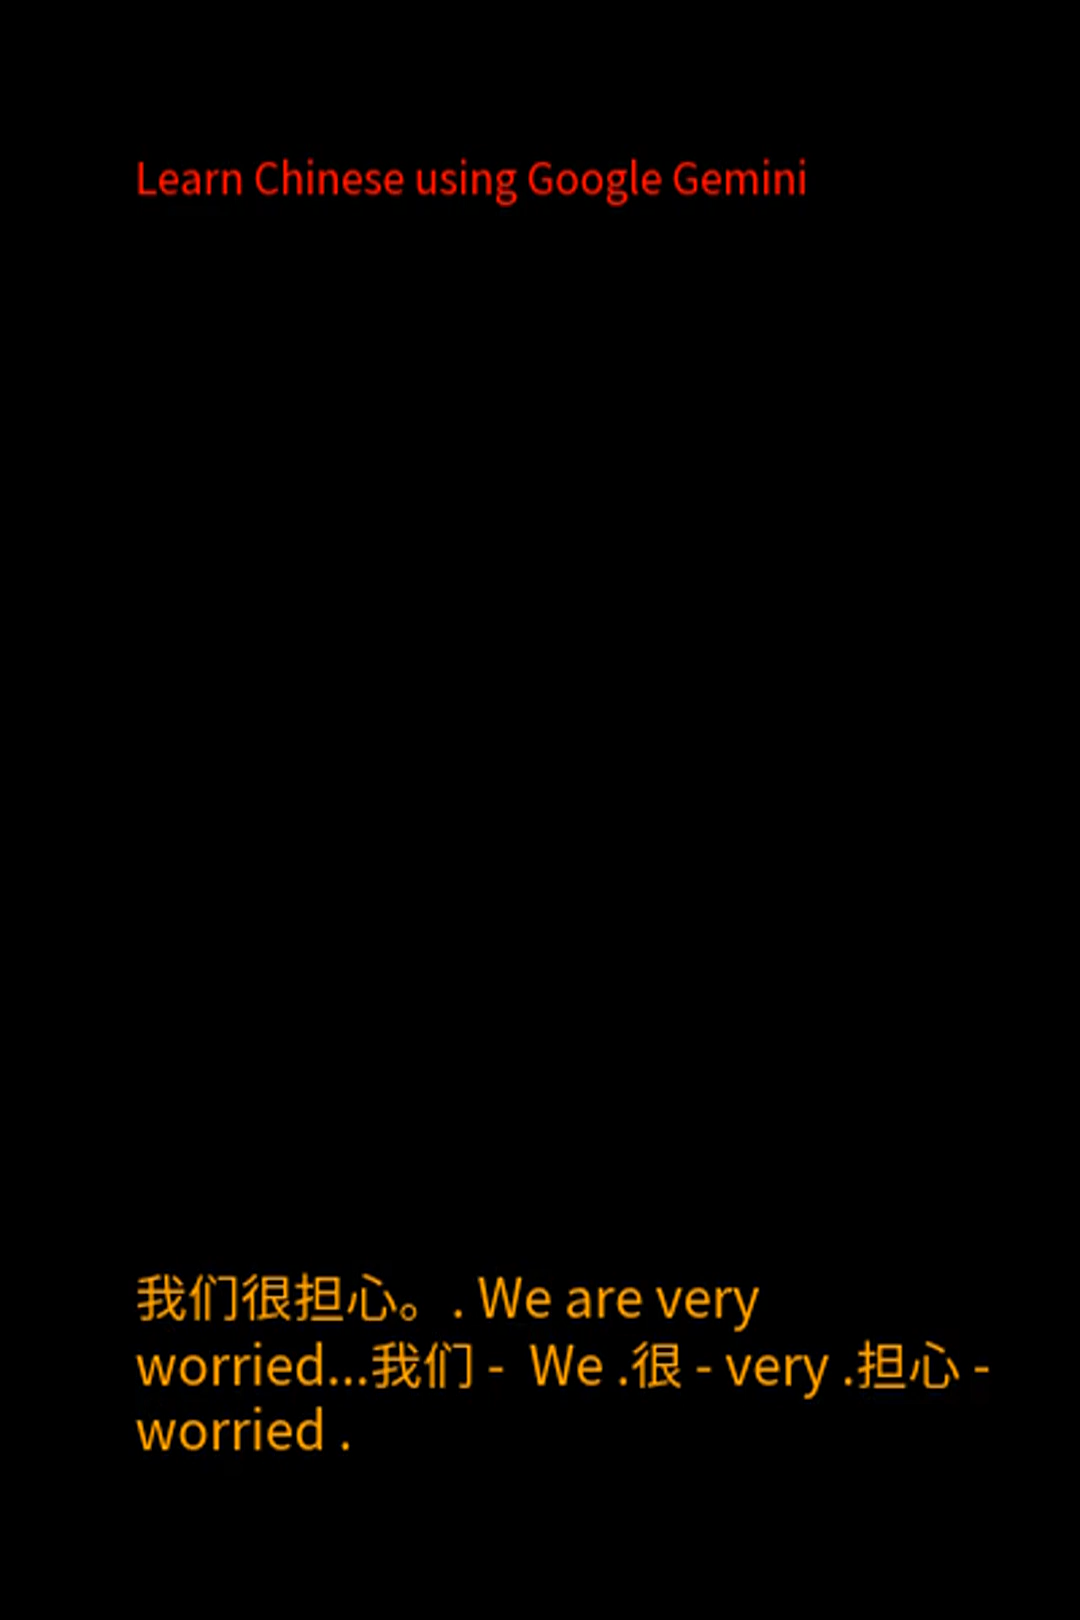 Learn Chinese using Google Gemini
我们很担心。. We are very
worried...我们 -  We .很 - very .担心 -
worried .